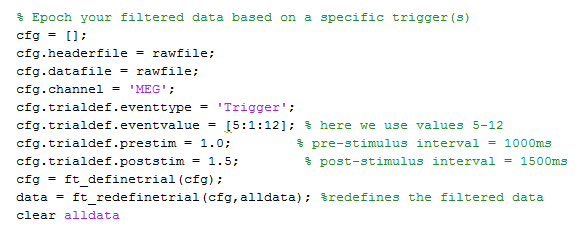 % Epoch your filtered data based on a specific trigger(s)
cfg = [];
cfg.headerfile = rawfile;
cfg.datafile = rawfile;
cfg.channel = 'MEG';
cfg.trialdef.eventtype = 'Trigger';
cfg.trialdef.eventvalue = [5:1:12]; % here we use values 5-12
cfg.trialdef.prestim = 1.0; % pre-stimulus interval = 1000ms
cfg.trialdef.poststim = 1.5; % post-stimulus interval = 1500ms
cfg = ft_definetrial(cfg);
data = ft_redefinetrial(cfg,alldata); %redefines the filtered data
clear alldata